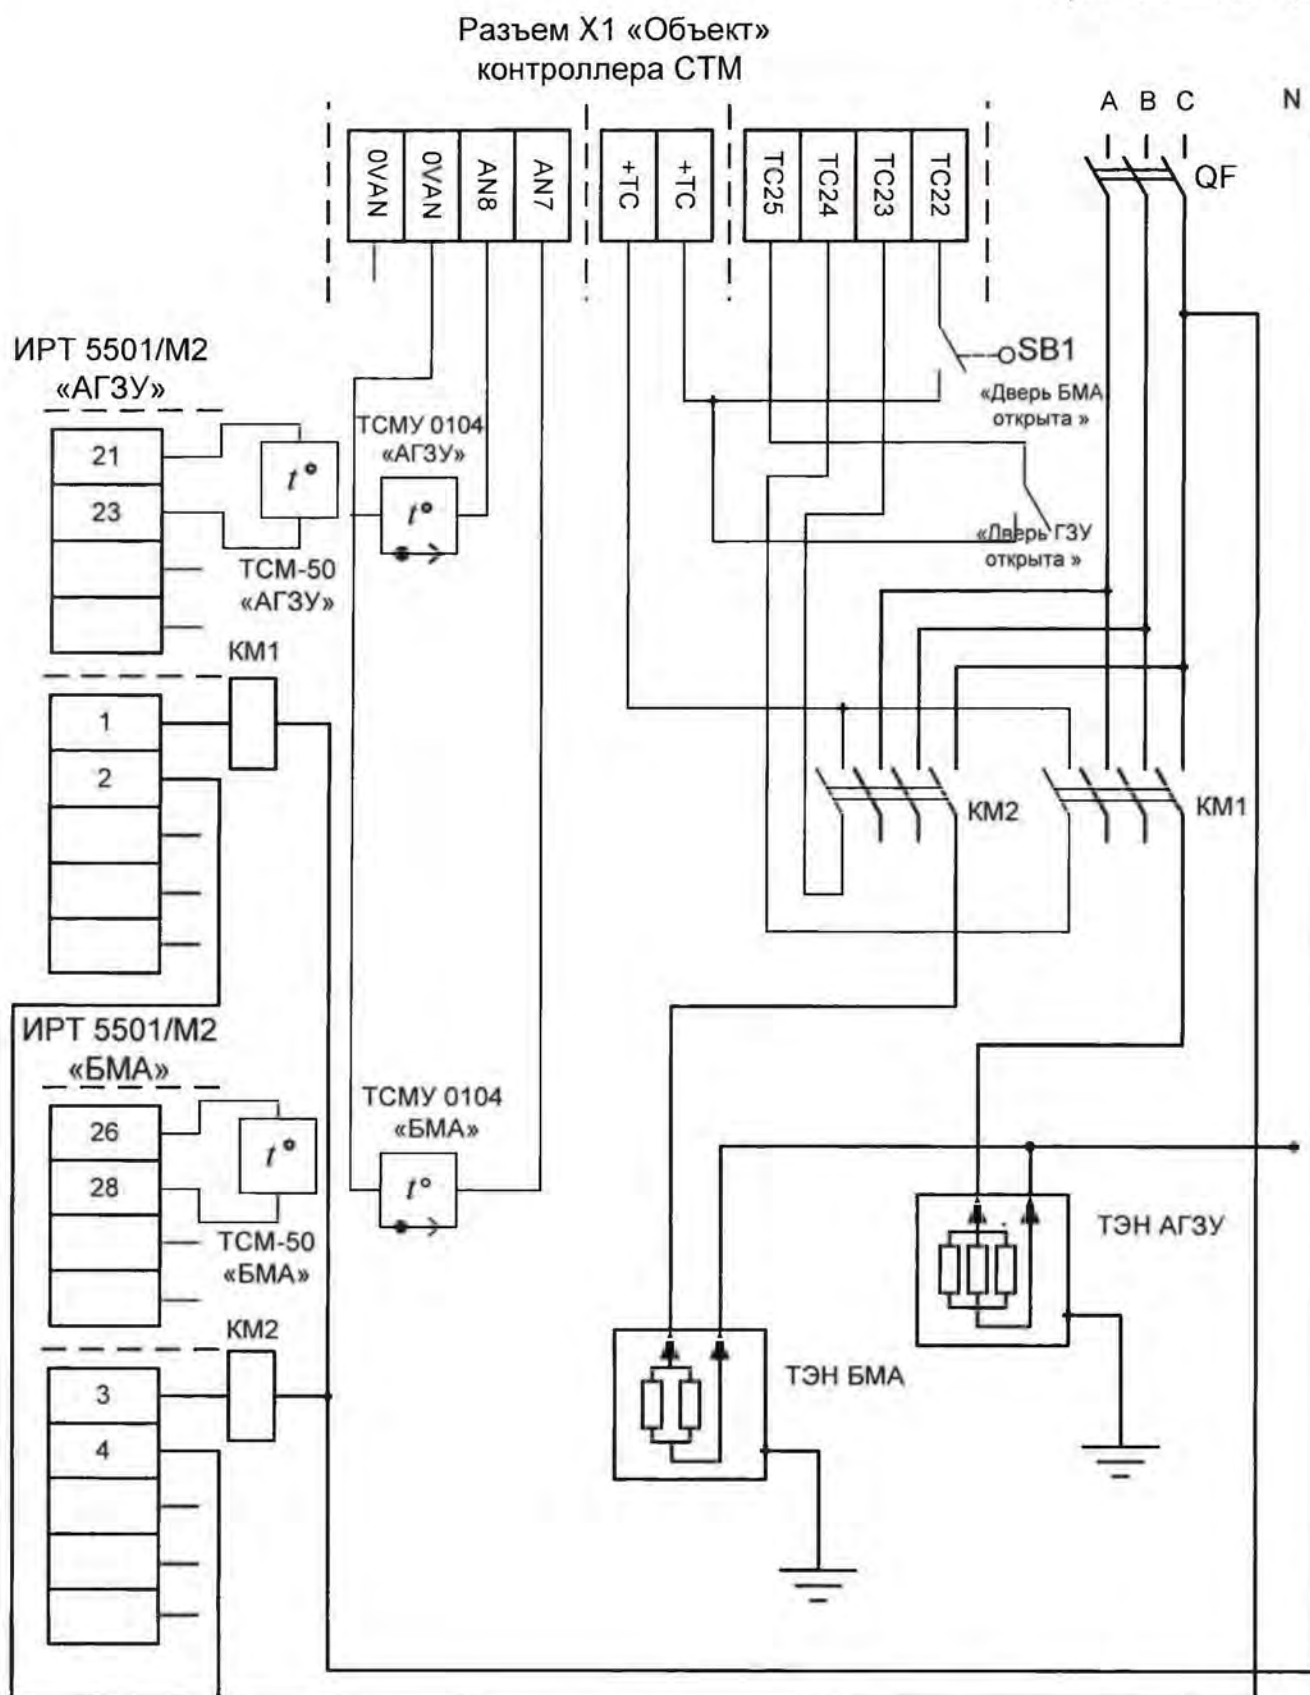 Разъем X1 «Объект»
контроллера СТМ
A B C N
QF
0VAN
0VAN
AN8
AN7
+TC
+TC
TC25
TC24
TC23
TC22
SB1
«Дверь БМА
открыта »
ИРТ 5501/М2
«АГЗУ»
21
23
t°
ТСМ-50
«АГЗУ»
ТСМУ 0104
«АГЗУ»
t°
«Дверь ГЗУ
открыта »
КМ1
1
2
КМ2
КМ1
ИРТ 5501/М2
«БМА»
26
28
t°
ТСМ-50
«БМА»
ТСМУ 0104
«БМА»
t°
ТЭН АГЗУ
КМ2
3
4
ТЭН БМА